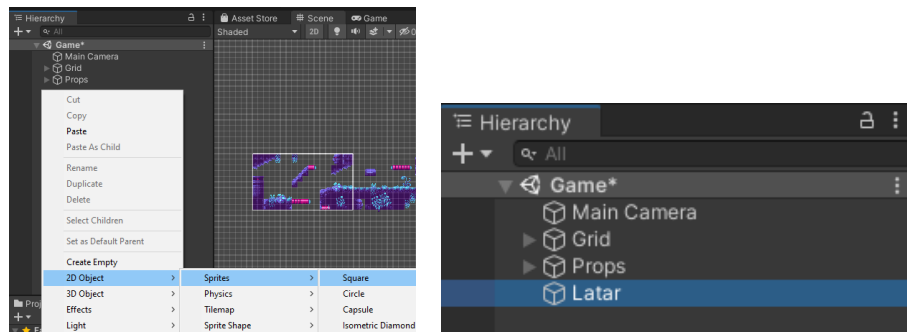 Hierarchy
Asset Store
Scene
Game
All
Shaded
2D
0
Game*
Main Camera
Grid
Props
Cut
Copy
Paste
Paste As Child
Rename
Duplicate
Delete
Select Children
Set as Default Parent
Create Empty
2D Object > Sprites > Square
3D Object > Physics > Circle
Effects > Tilemap > Capsule
Light > Sprite Shape > Isometric Diamond
Proj
Hierarchy
All
Game*
Main Camera
Grid
Props
Latar